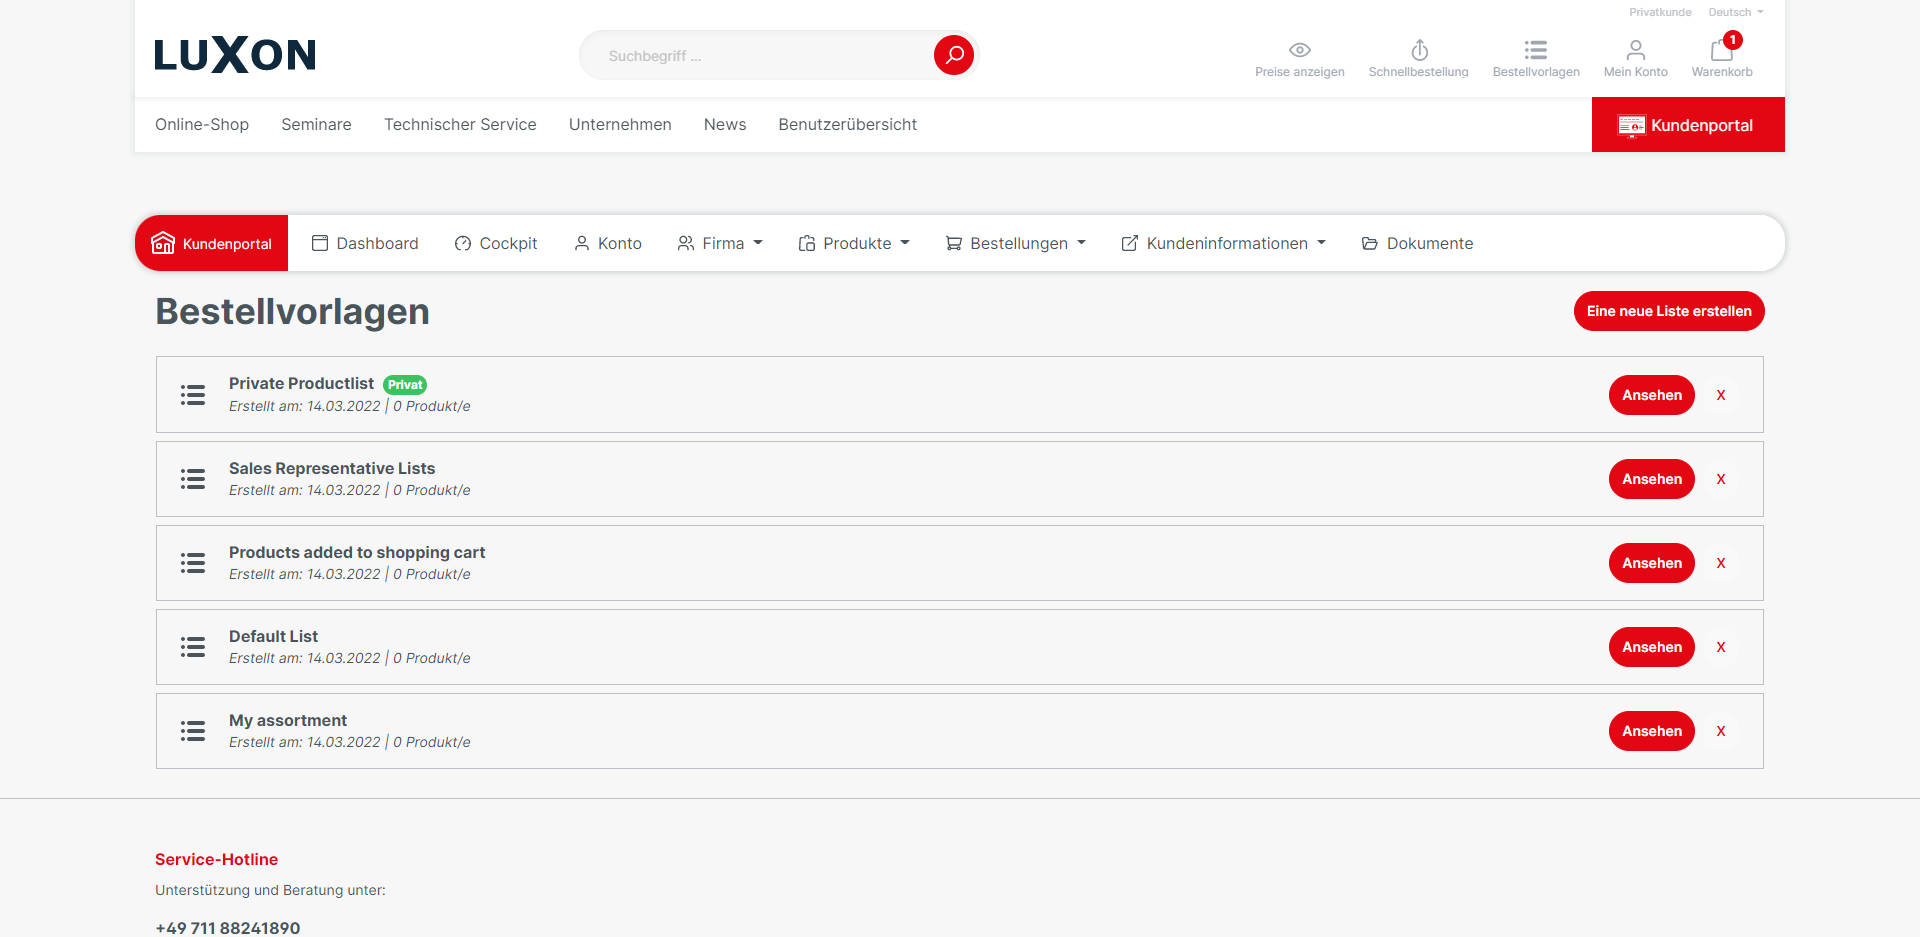 Privatkunde Deutsch
LUXON
Suchbegriff ...
1
Preise anzeigen Schnellbestellung Bestellvorlagen Mein Konto Warenkorb
Online-Shop Seminare Technischer Service Unternehmen News Benutzerübersicht Kundenportal
Kundenportal Dashboard Cockpit Konto Firma Produkte Bestellungen Kundeninformationen Dokumente
Bestellvorlagen Eine neue Liste erstellen
Private Productlist Privat
Erstellt am: 14.03.2022 | 0 Produkt/e
Ansehen X
Sales Representative Lists
Erstellt am: 14.03.2022 | 0 Produkt/e
Ansehen X
Products added to shopping cart
Erstellt am: 14.03.2022 | 0 Produkt/e
Ansehen X
Default List
Erstellt am: 14.03.2022 | 0 Produkt/e
Ansehen X
My assortment
Erstellt am: 14.03.2022 | 0 Produkt/e
Ansehen X
Service-Hotline
Unterstützung und Beratung unter:
+49 711 88241890